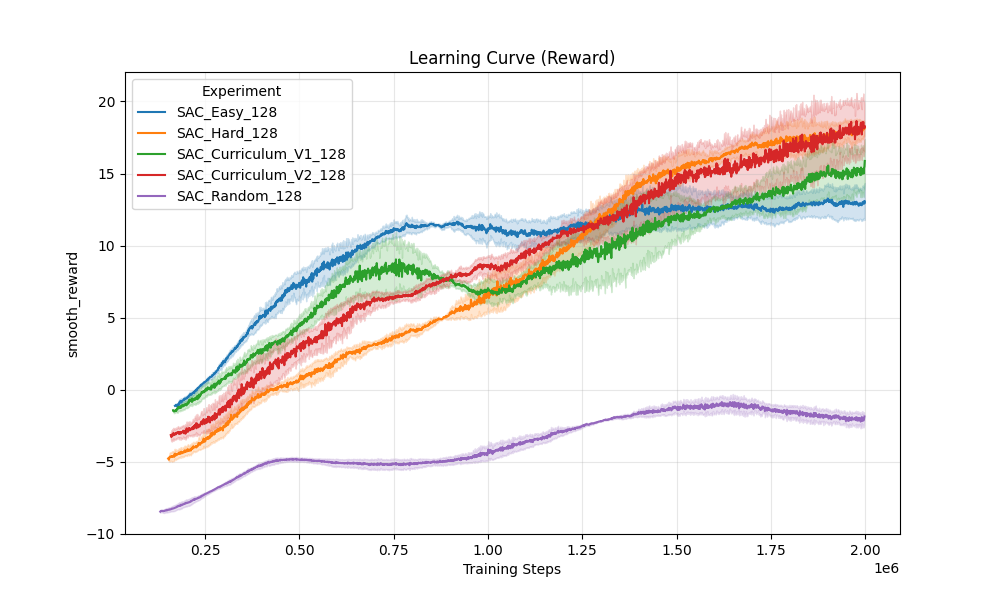 Learning Curve (Reward)
Experiment
SAC_Easy_128
SAC_Hard_128
SAC_Curriculum_V1_128
SAC_Curriculum_V2_128
SAC_Random_128
smooth_reward
20
15
10
5
0
−5
−10
0.25 0.50 0.75 1.00 1.25 1.50 1.75 2.00
1e6
Training Steps